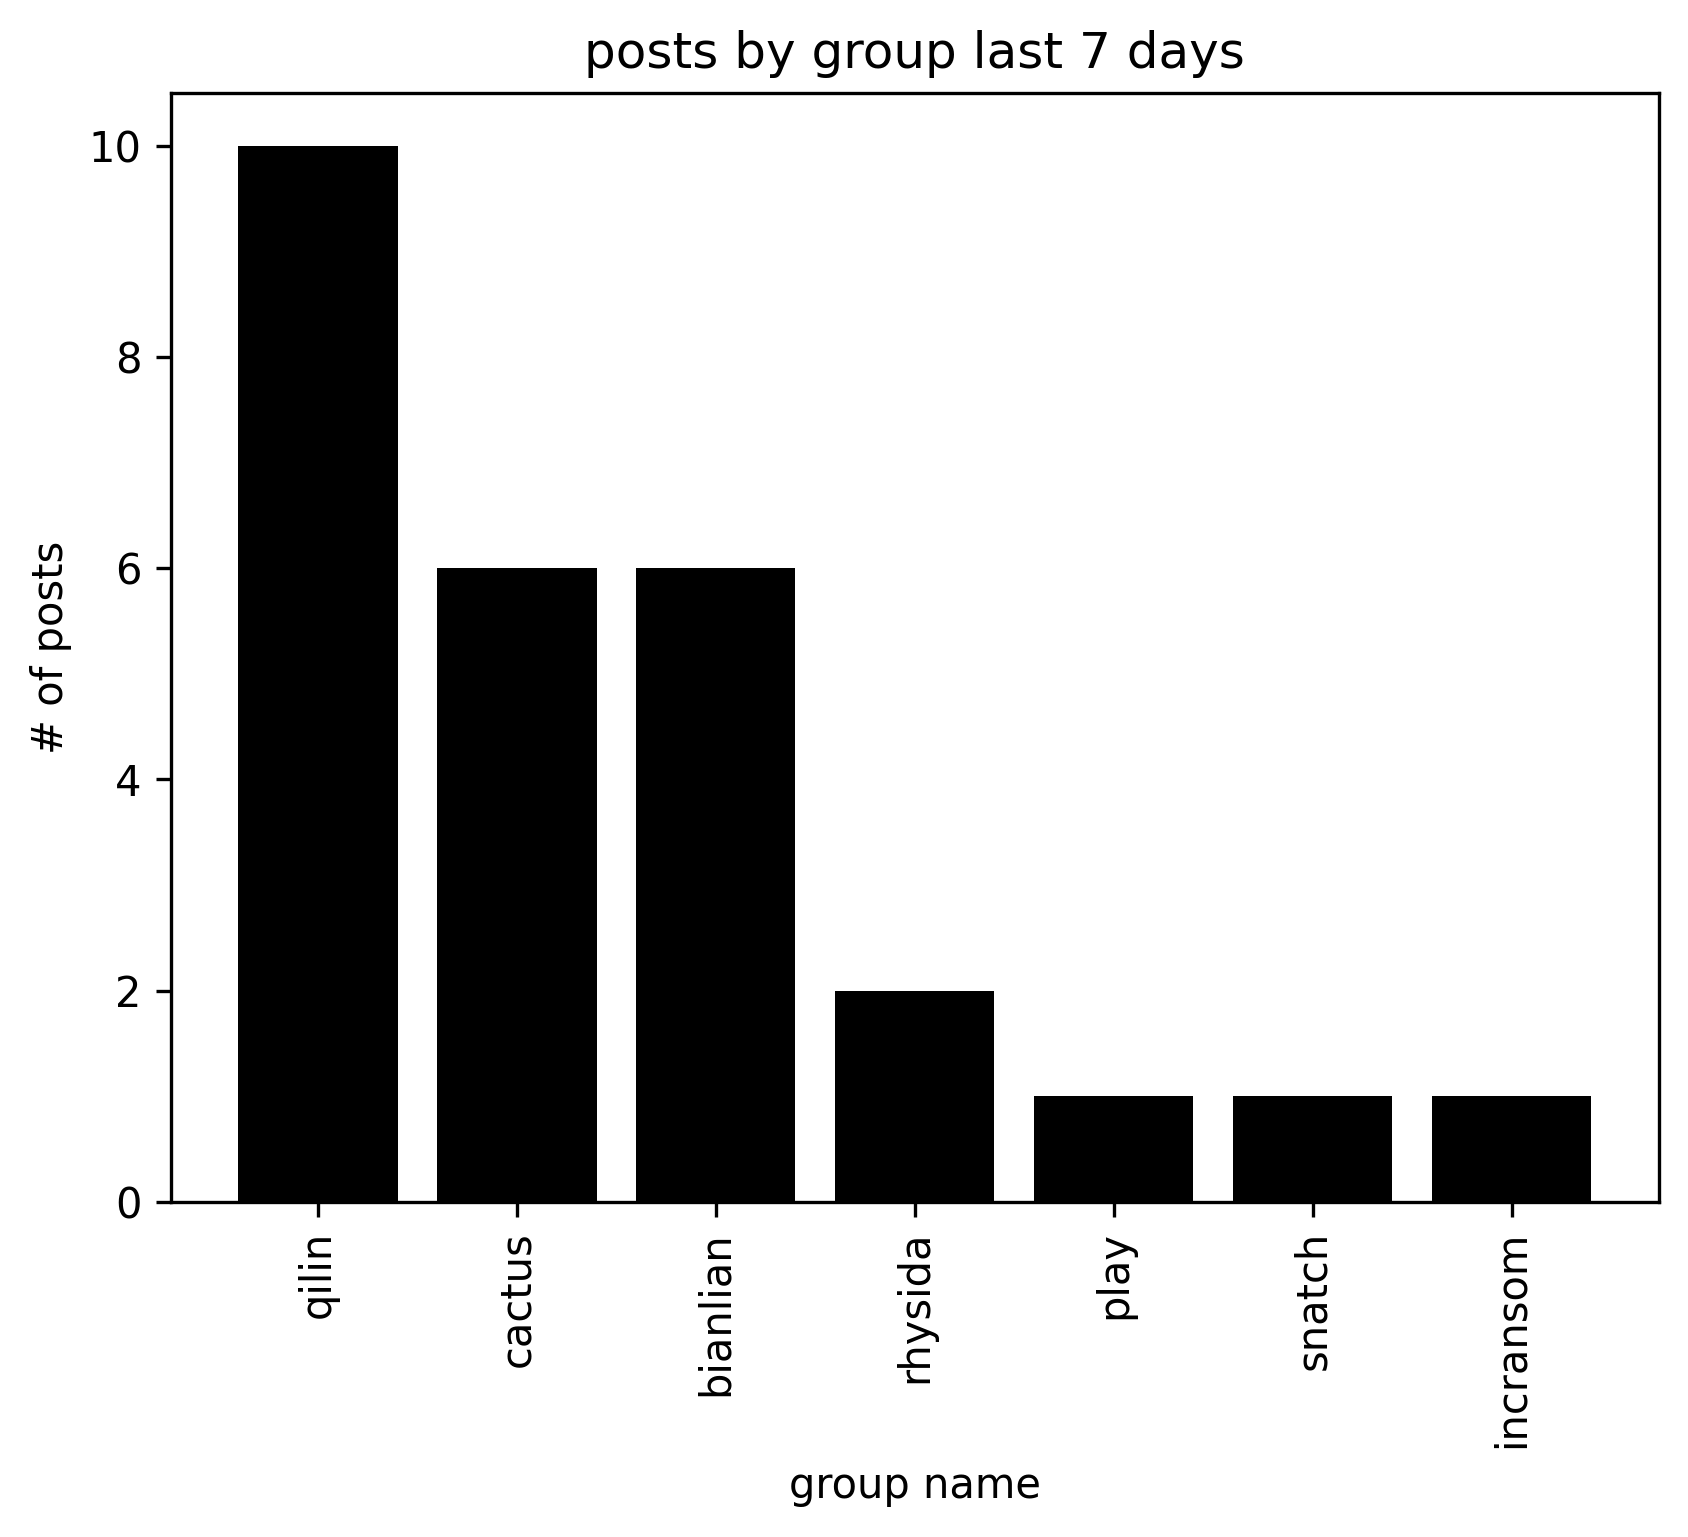 posts by group last 7 days
# of posts
10
8
6
4
2
0
qilin
cactus
bianlian
rhysida
play
snatch
incransom
group name